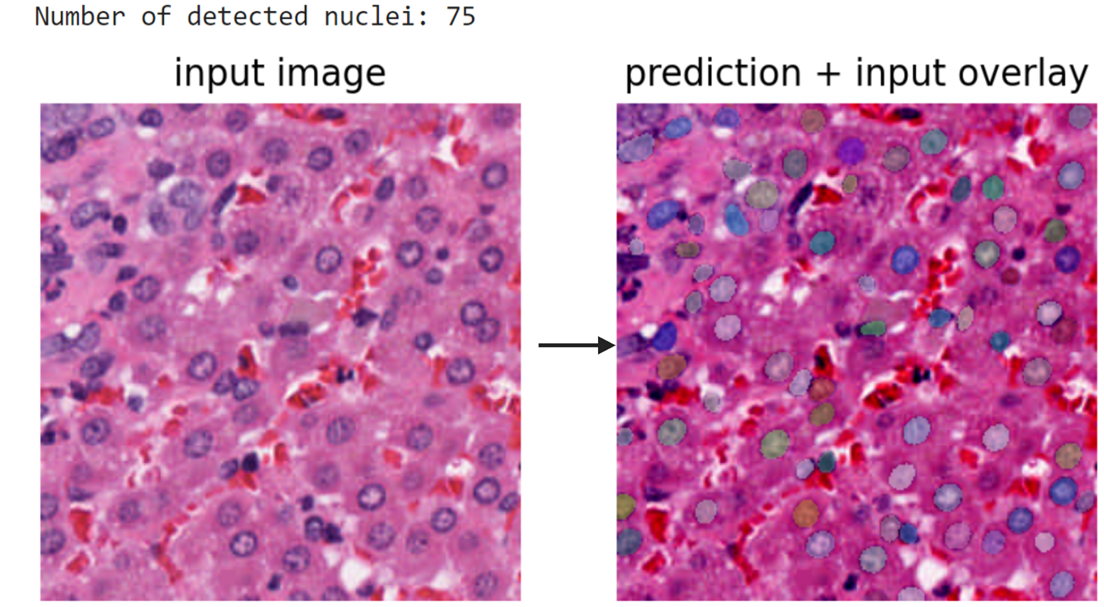 Number of detected nuclei: 75
input image
prediction + input overlay